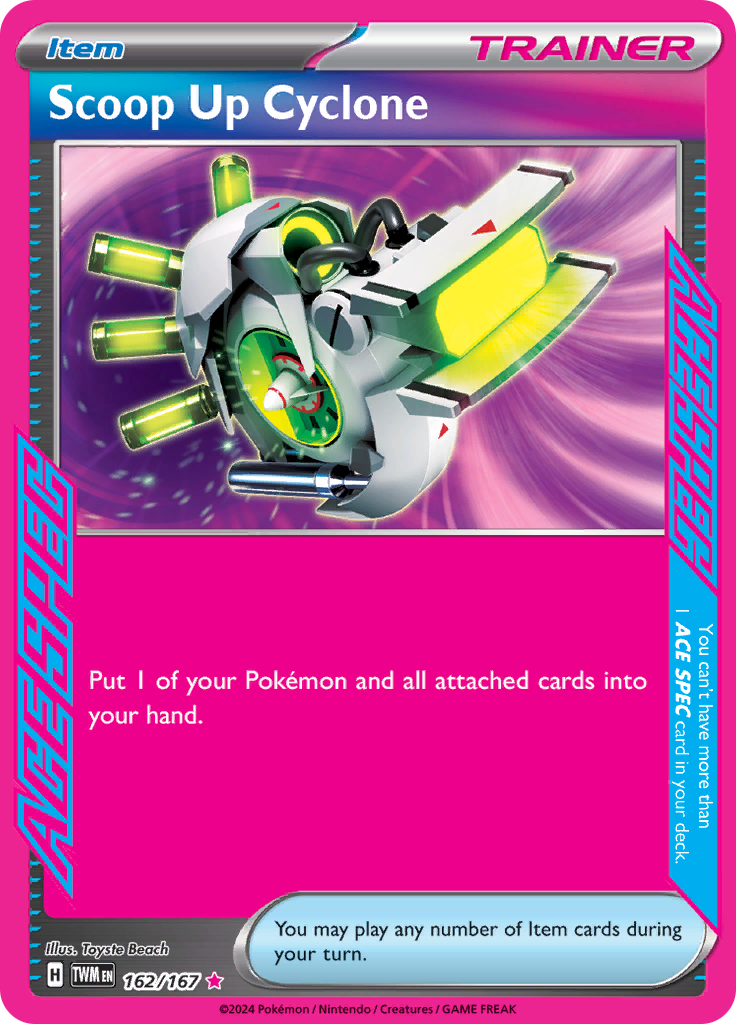 Item
TRAINER
Scoop Up Cyclone
ACE SPEC
ACE SPEC
Put 1 of your Pokémon and all attached cards into
your hand.
You can't have more than
1 ACE SPEC card in your deck.
You may play any number of Item cards during
your turn.
Illus. Toyste Beach
H TWM EN 162/167
©2024 Pokémon / Nintendo / Creatures / GAME FREAK